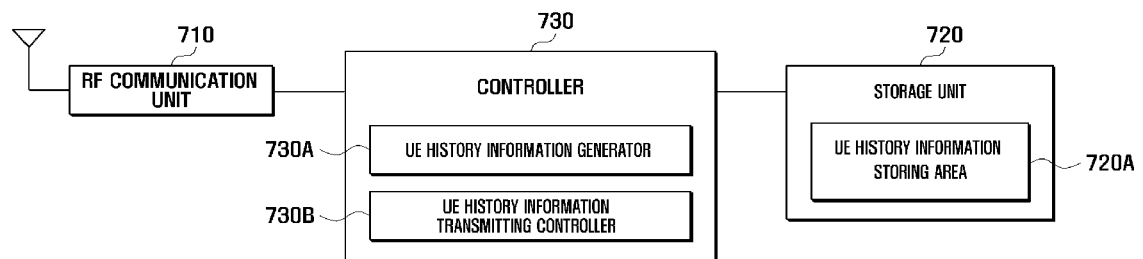 710
RF COMMUNICATION
UNIT
730
CONTROLLER
730A
UE HISTORY INFORMATION GENERATOR
730B
UE HISTORY INFORMATION
TRANSMITTING CONTROLLER
720
STORAGE UNIT
UE HISTORY INFORMATION
STORING AREA
720A